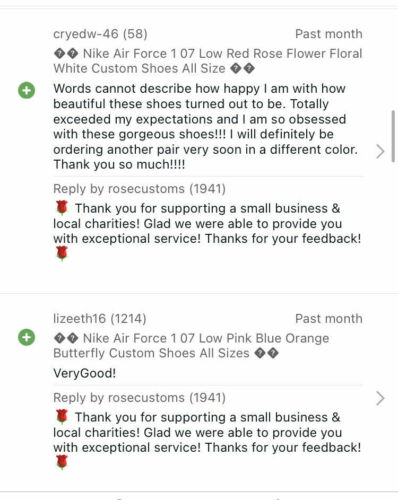 cryedw-46 (58) Past month
�� Nike Air Force 1 07 Low Red Rose Flower Floral
White Custom Shoes All Size ��
Words cannot describe how happy I am with how
beautiful these shoes turned out to be. Totally
exceeded my expectations and I am so obsessed
with these gorgeous shoes!!! I will definitely be
ordering another pair very soon in a different color.
Thank you so much!!!!
Reply by rosecustoms (1941)
🌹 Thank you for supporting a small business &
local charities! Glad we were able to provide you
with exceptional service! Thanks for your feedback!
🌹
lizeeth16 (1214) Past month
�� Nike Air Force 1 07 Low Pink Blue Orange
Butterfly Custom Shoes All Sizes ��
VeryGood!
Reply by rosecustoms (1941)
🌹 Thank you for supporting a small business &
local charities! Glad we were able to provide you
with exceptional service! Thanks for your feedback!
🌹